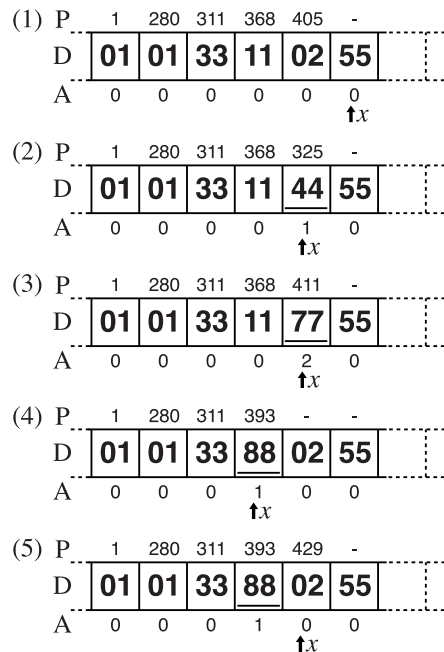 (1) P 1 280 311 368 405 -
D 01 01 33 11 02 55
A 0 0 0 0 0 0
x
(2) P 1 280 311 368 325 -
D 01 01 33 11 44 55
A 0 0 0 0 1 0
x
(3) P 1 280 311 368 411 -
D 01 01 33 11 77 55
A 0 0 0 0 2 0
x
(4) P 1 280 311 393 - -
D 01 01 33 88 02 55
A 0 0 0 1 0 0
x
(5) P 1 280 311 393 429 -
D 01 01 33 88 02 55
A 0 0 0 1 0 0
x